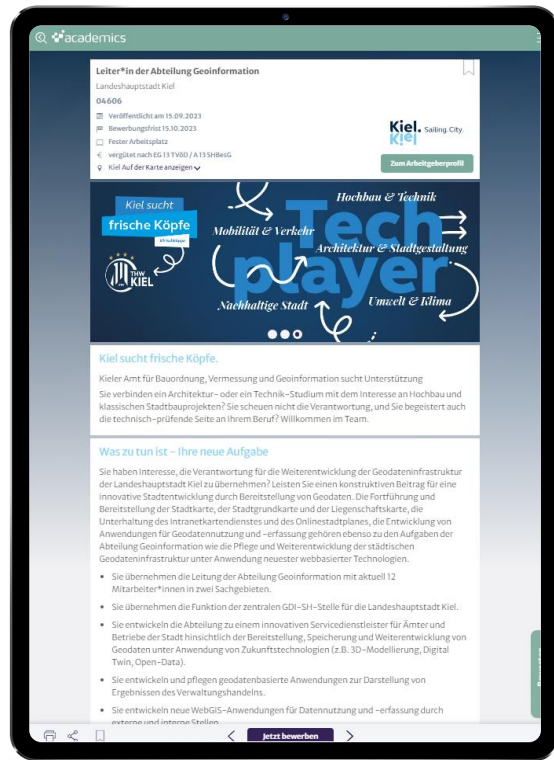 academics
Leiter*in der Abteilung Geoinformation
Landeshauptstadt Kiel
04606
Veröffentlicht am 15.09.2023
Bewerbungsfrist 15.10.2023
Fester Arbeitsplatz
€ vergütet nach EG 13 TVöD / A 13 SHBesG
Kiel Auf der Karte anzeigen
Kiel. Sailing. City.
Kiel
Zum Arbeitgeberprofil
Kiel sucht
frische Köpfe
THW
KIEL
Tech
player
Hochbau & Technik
Mobilität & Verkehr
Architektur & Stadtgestaltung
Nachhaltige Stadt
Umwelt & Klima
Kiel sucht frische Köpfe.
Kieler Amt für Bauordnung, Vermessung und Geoinformation sucht Unterstützung
Sie verbinden ein Architektur- oder ein Technik-Studium mit dem Interesse an Hochbau und
klassischen Stadtbauprojekten? Sie scheuen nicht die Verantwortung, und Sie begeistert auch
die technisch-prüfende Seite an Ihrem Beruf? Willkommen im Team.
Was zu tun ist - Ihre neue Aufgabe
Sie haben Interesse, die Verantwortung für die Weiterentwicklung der Geodateninfrastruktur
der Landeshauptstadt Kiel zu übernehmen? Leisten Sie einen konstruktiven Beitrag für eine
innovative Stadtentwicklung durch Bereitstellung von Geodaten. Die Fortführung und
Bereitstellung der Stadtkarte, der Stadtgrundkarte und der Liegenschaftskarte, die
Unterhaltung des Intranetkartendienstes und des Onlinestadtplanes, die Entwicklung von
Anwendungen für Geodatennutzung und -erfassung gehören ebenso zu den Aufgaben der
Abteilung Geoinformation wie die Pflege und Weiterentwicklung der städtischen
Geodateninfrastruktur unter Anwendung neuester webbasierter Technologien.
• Sie übernehmen die Leitung der Abteilung Geoinformation mit aktuell 12
Mitarbeiter*innen in zwei Sachgebieten.
• Sie übernehmen die Funktion der zentralen GDI-SH-Stelle für die Landeshauptstadt Kiel.
• Sie entwickeln die Abteilung zu einem innovativen Servicedienstleister für Ämter und
Betriebe der Stadt hinsichtlich der Bereitstellung, Speicherung und Weiterentwicklung von
Geodaten unter Anwendung von Zukunftstechnologien (z.B. 3D-Modellierung, Digital
Twin, Open-Data).
• Sie entwickeln und pflegen geodatenbasierte Anwendungen zur Darstellung von
Ergebnissen des Verwaltungshandelns.
• Sie entwickeln neue WebGIS-Anwendungen für Datennutzung und -erfassung durch
externe und interne Stellen
Jetzt bewerben